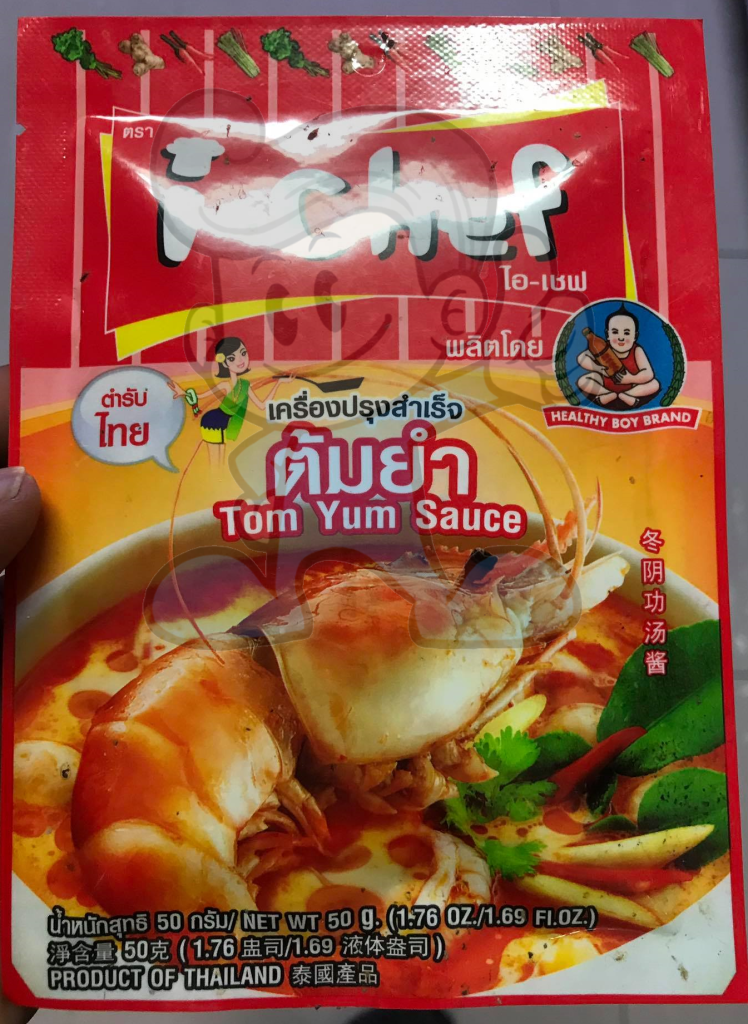 ตรา
i-Chef
ไอ-เชฟ
ผลิตโดย
HEALTHY BOY BRAND
ตำรับ
ไทย
เครื่องปรุงสำเร็จ
ต้มยำ
Tom Yum Sauce
冬阴功汤酱
น้ำหนักสุทธิ 50 กรัม/ NET WT 50 g. (1.76 OZ./1.69 Fl.OZ.)
淨含量 50克 (1.76 盅司/1.69 液体盎司)
PRODUCT OF THAILAND 泰國產品